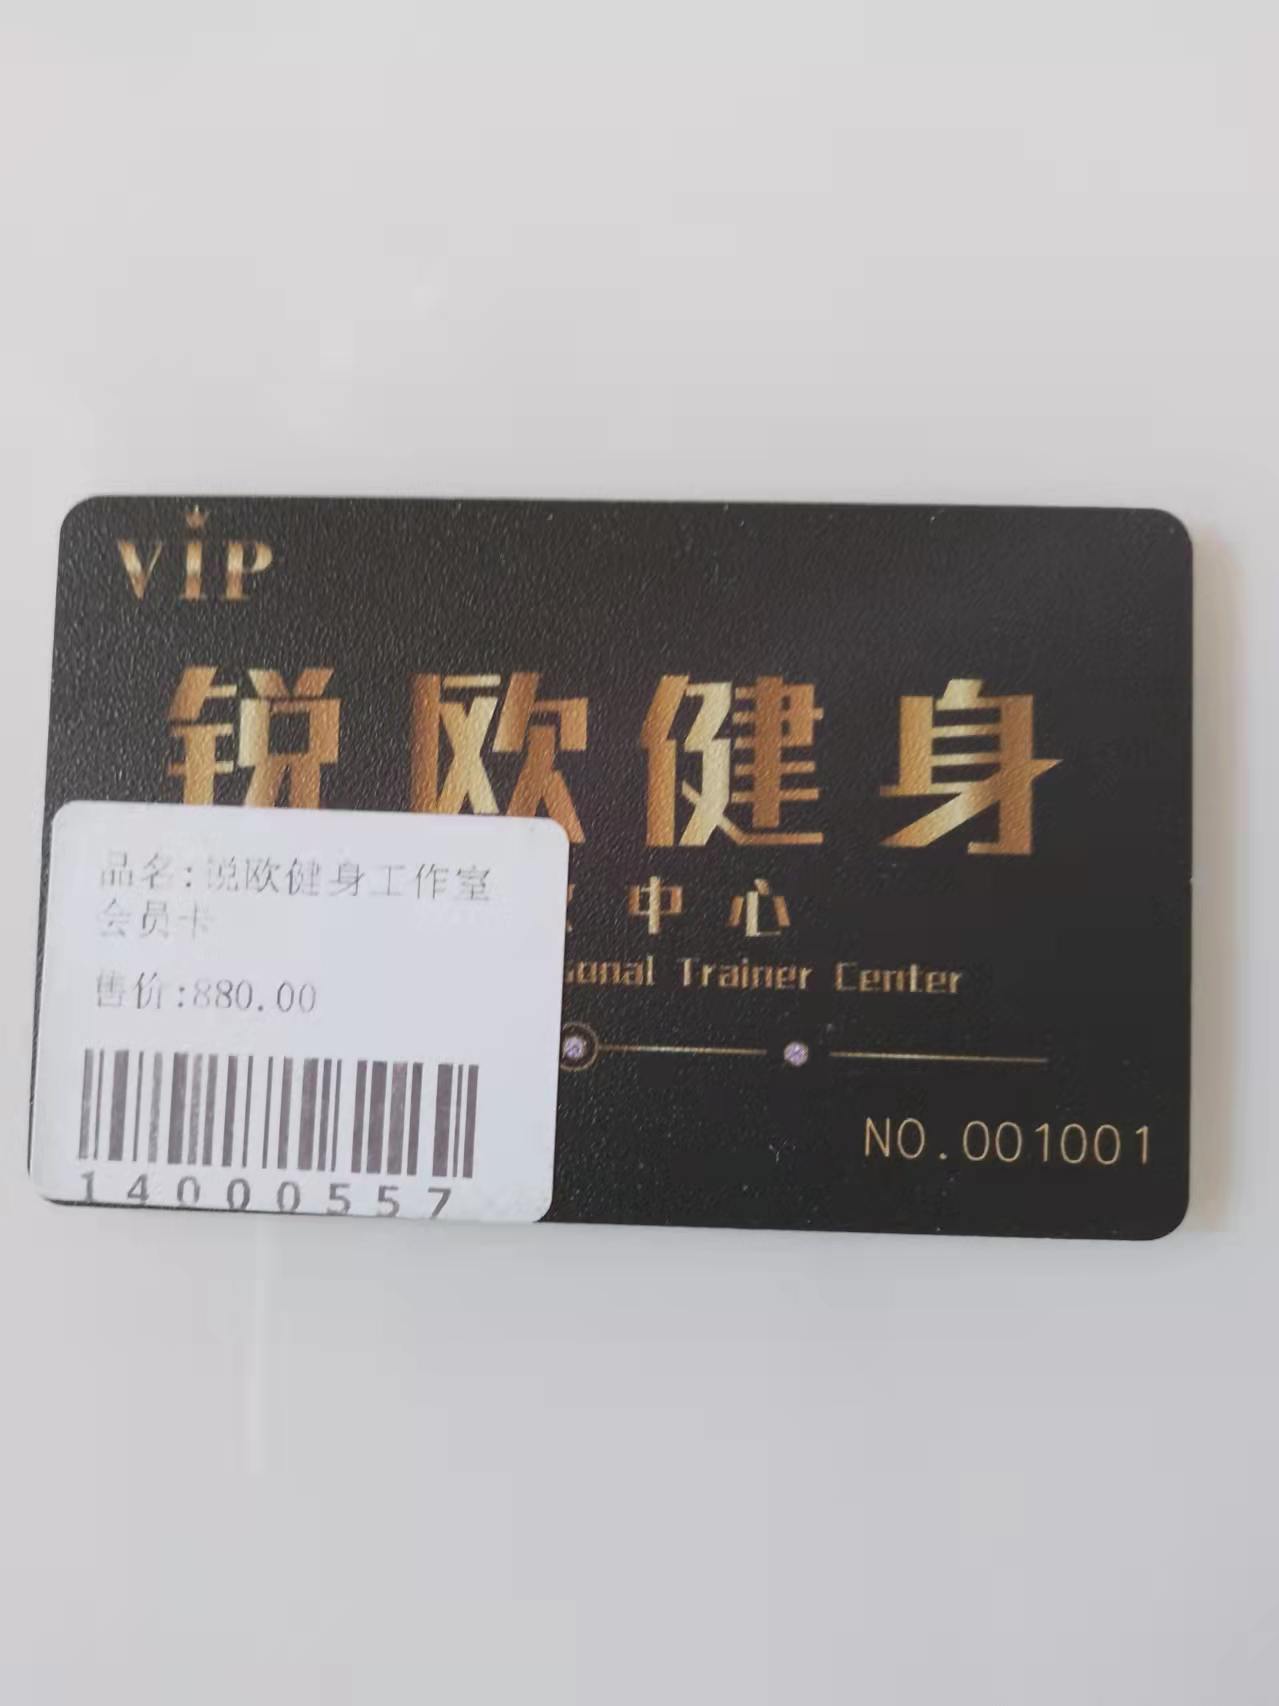 VIP
锐欧健身
中心
onal Trainer Center
NO.001001
品名:锐欧健身工作室
会员卡
售价:880.00
14000557